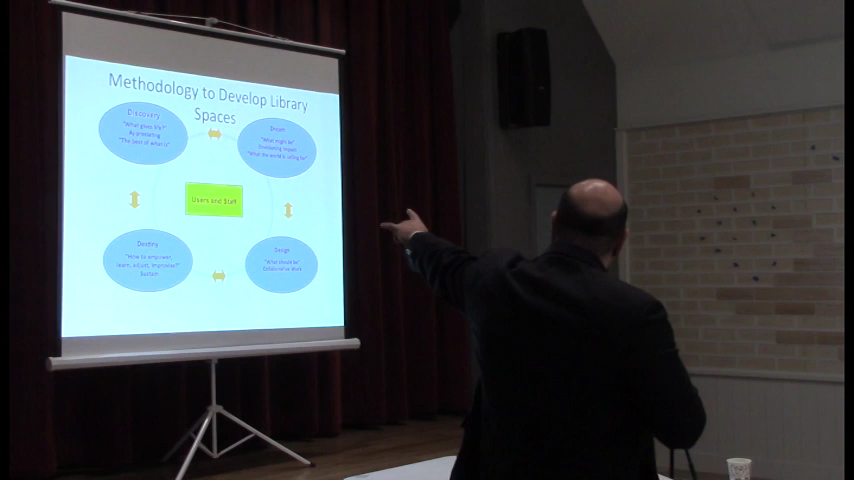 Methodology to Develop Library
Spaces
Discovery
"What gives life?"
By promoting
"The best of what is"
Dream
"What might be"
Envisioning Impact
"What the world is calling for"
Users and Staff
Destiny
"How to empower,
learn, adjust, improvise?"
Sustain
Design
"What should be"
Collaborative Work